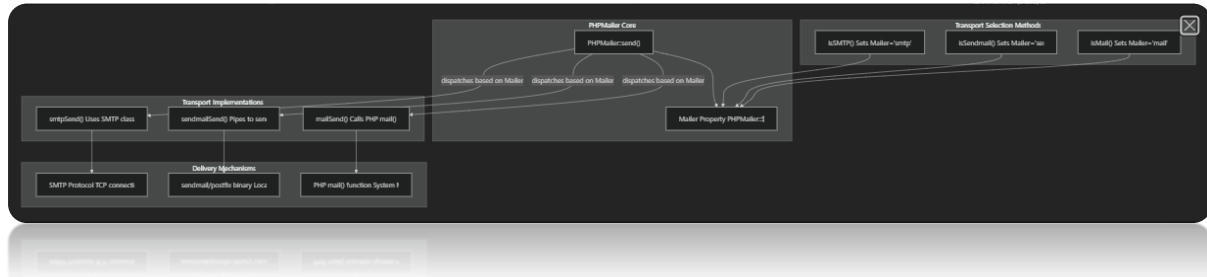 PHPMailer Core
Transport Selection Methods
PHPMailer::send()
isSMTP() Sets Mailer='smtp'
isSendmail() Sets Mailer='se
isMail() Sets Mailer='mail'
dispatches based on Mailer
dispatches based on Mailer
dispatches based on Mailer
Transport Implementations
smtpSend() Uses SMTP class
sendmailSend() Pipes to sen
mailSend() Calls PHP mail()
Mailer Property PHPMailer::
Delivery Mechanisms
SMTP Protocol TCP connecti
sendmail/postfix binary Loca
PHP mail() function System